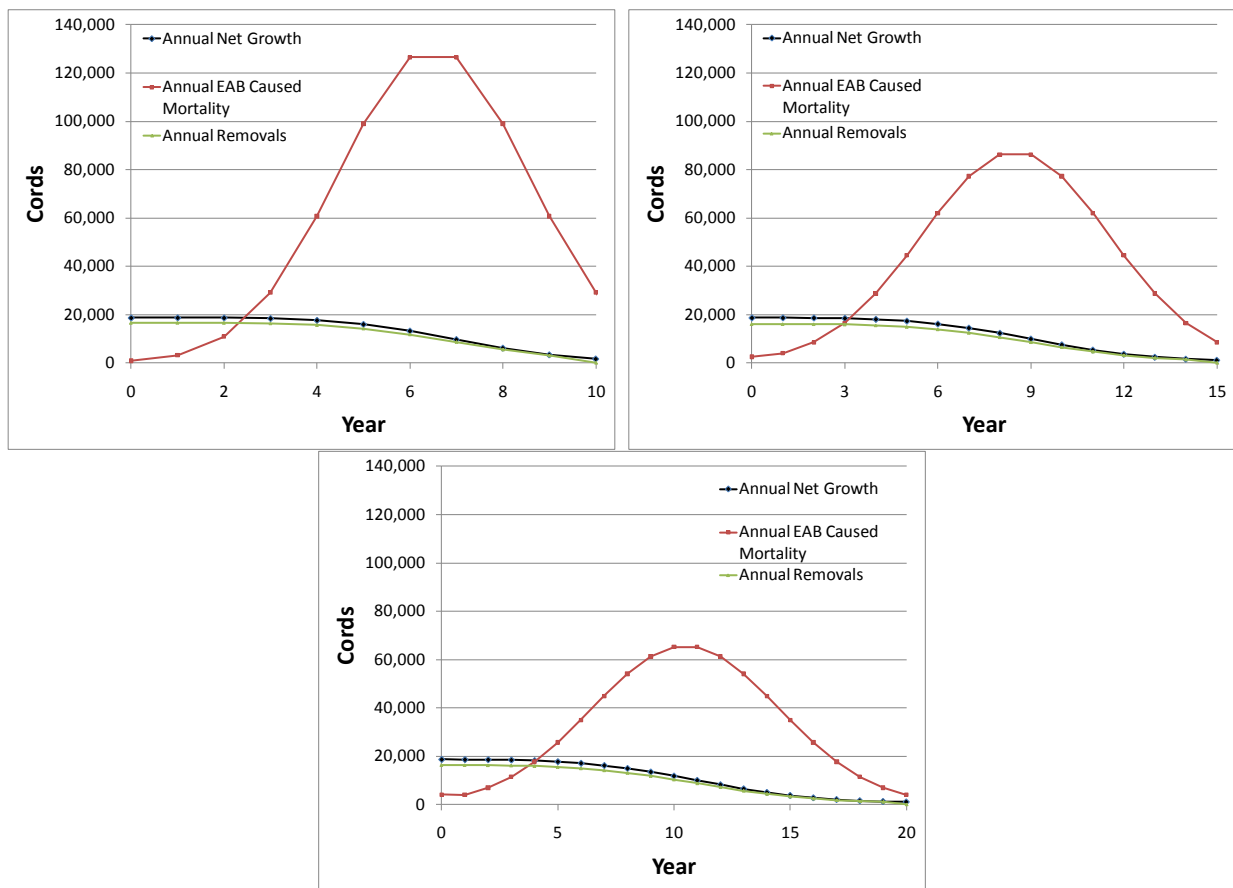 140,000
120,000
100,000
80,000
60,000
40,000
20,000
0
Cords
Annual Net Growth
Annual EAB Caused
Mortality
Annual Removals
0 2 4 6 8 10
Year
140,000
120,000
100,000
80,000
60,000
40,000
20,000
0
Cords
Annual Net Growth
Annual EAB Caused
Mortality
Annual Removals
0 3 6 9 12 15
Year
140,000
120,000
100,000
80,000
60,000
40,000
20,000
0
Cords
Annual Net Growth
Annual EAB Caused
Mortality
Annual Removals
0 5 10 15 20
Year